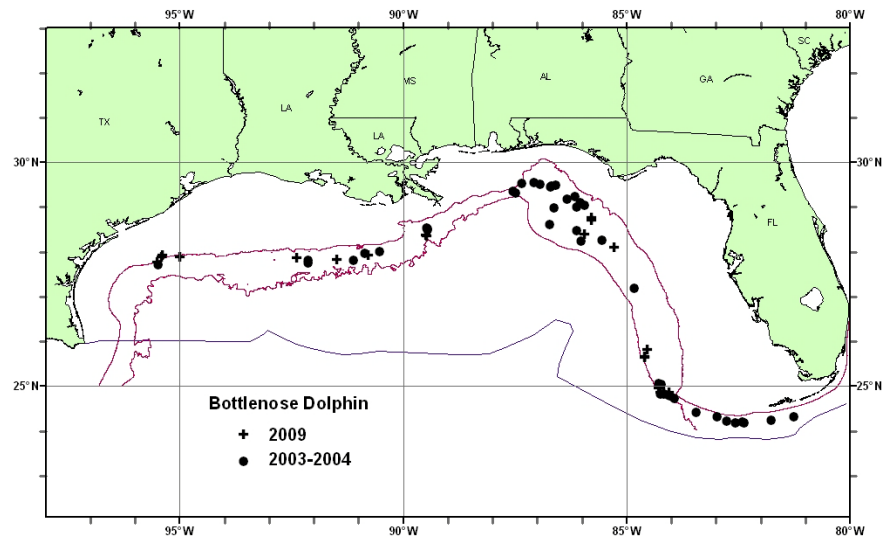 95°W 90°W 85°W 80°W
SC
MS AL GA
TX LA
LA
30°N 30°N
FL
25°N 25°N
Bottlenose Dolphin
2009
2003-2004
95°W 90°W 85°W 80°W